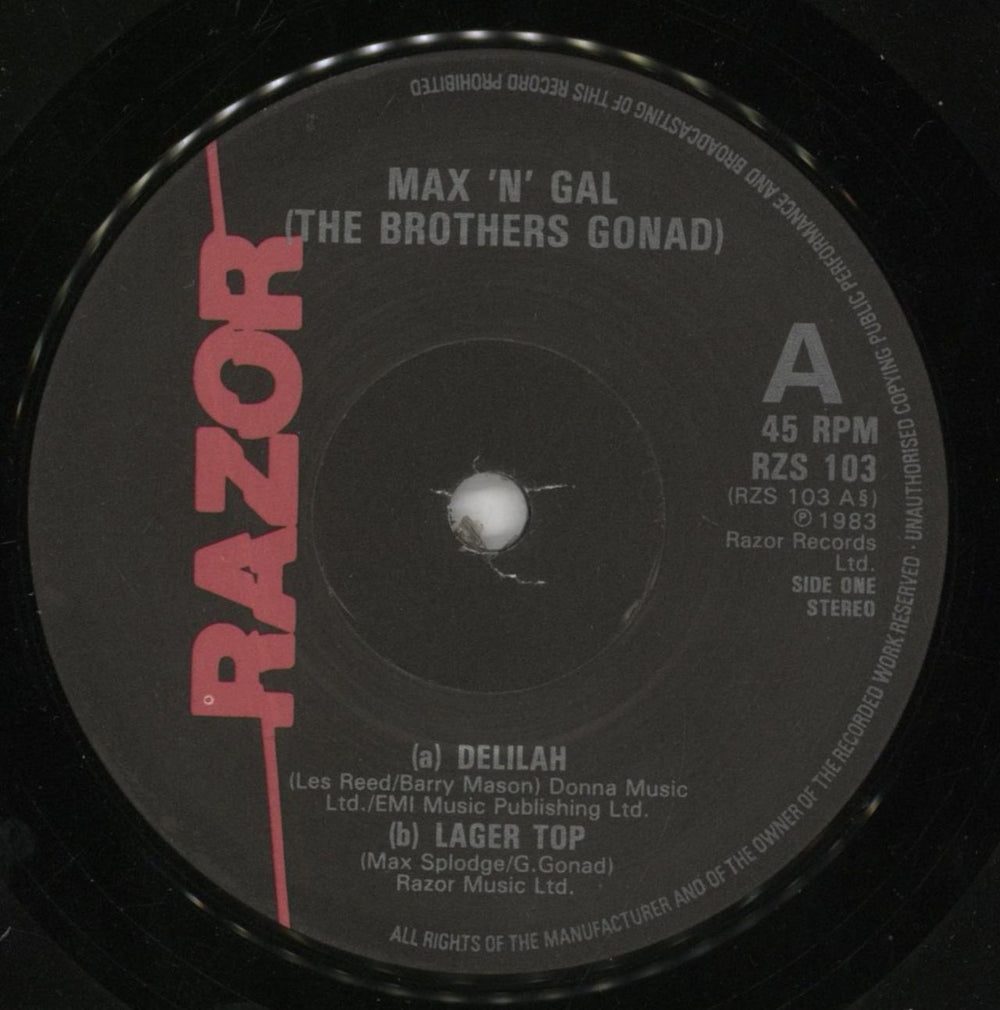 MAX 'N' GAL
(THE BROTHERS GONAD)
RAZOR
A
45 RPM
RZS 103
(RZS 103 A§)
℗ 1983
Razor Records
Ltd.
SIDE ONE
STEREO
(a) DELILAH
(Les Reed/Barry Mason) Donna Music
Ltd./EMI Music Publishing Ltd.
(b) LAGER TOP
(Max Splodge/G.Gonad)
Razor Music Ltd.
ALL RIGHTS OF THE MANUFACTURER AND OF THE OWNER OF THE RECORDED WORK RESERVED · UNAUTHORISED COPYING PUBLIC PERFORMANCE AND BROADCASTING OF THIS RECORD PROHIBITED